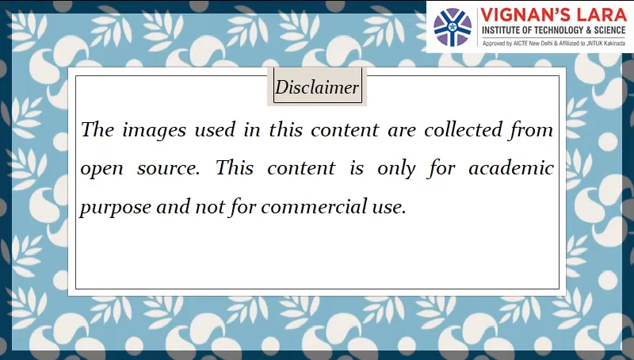 VIGNAN'S LARA
INSTITUTE OF TECHNOLOGY & SCIENCE
Approved by AICTE New Delhi & Affiliated to JNTUK Kakinada
Disclaimer
The images used in this content are collected from
open source. This content is only for academic
purpose and not for commercial use.